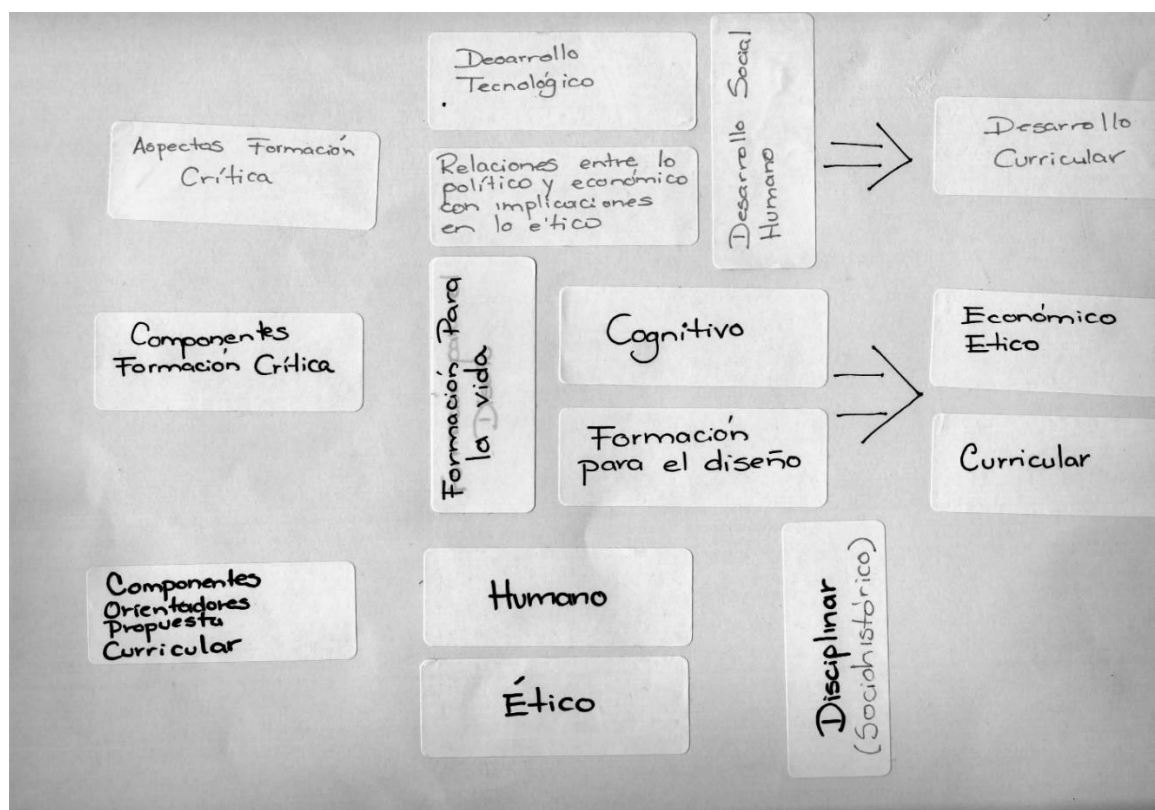 Desarrollo
Tecnológico
Aspectos Formación
Crítica
Relaciones entre lo
político y económico
con implicaciones
en lo ético
Desarrollo Social
Humano
Desarrollo
Curricular
Componentes
Formación Crítica
Formación Para
la vida
Cognitivo
Formación
para el diseño
Económico
Etico
Curricular
Componentes
Orientadores
Propuesta
Curricular
Humano
Ético
Disciplinar
(Sociohistórico)